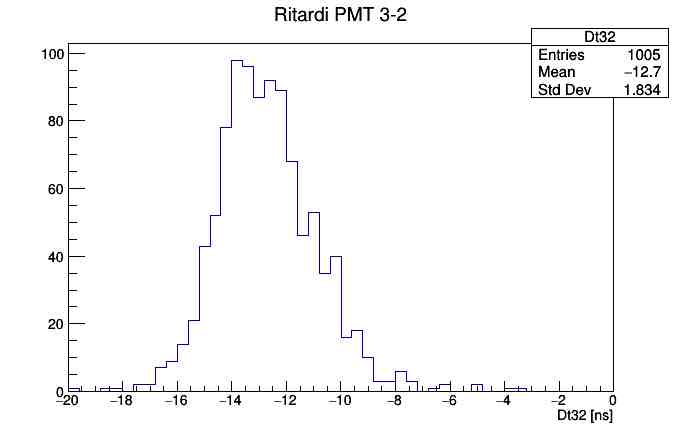 Ritardi PMT 3-2
Dt32
Entries 1005
Mean −12.7
Std Dev 1.834
100
80
60
40
20
0
−20 −18 −16 −14 −12 −10 −8 −6 −4 −2 0
Dt32 [ns]